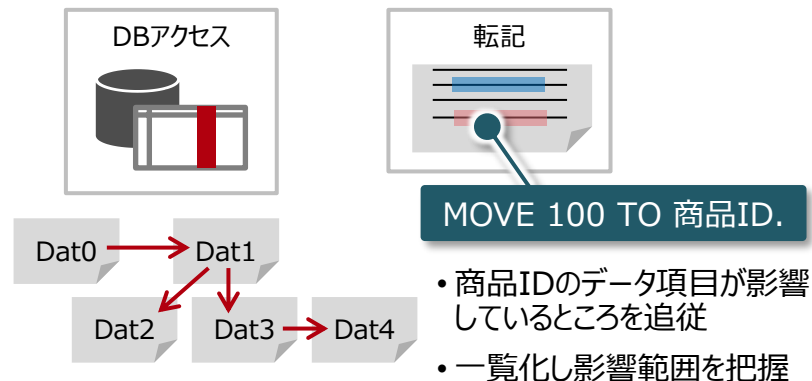 DBアクセス
転記
MOVE 100 TO 商品ID.
Dat0
Dat1
Dat2
Dat3
Dat4
• 商品IDのデータ項目が影響
しているところを追従
• 一覧化し影響範囲を把握